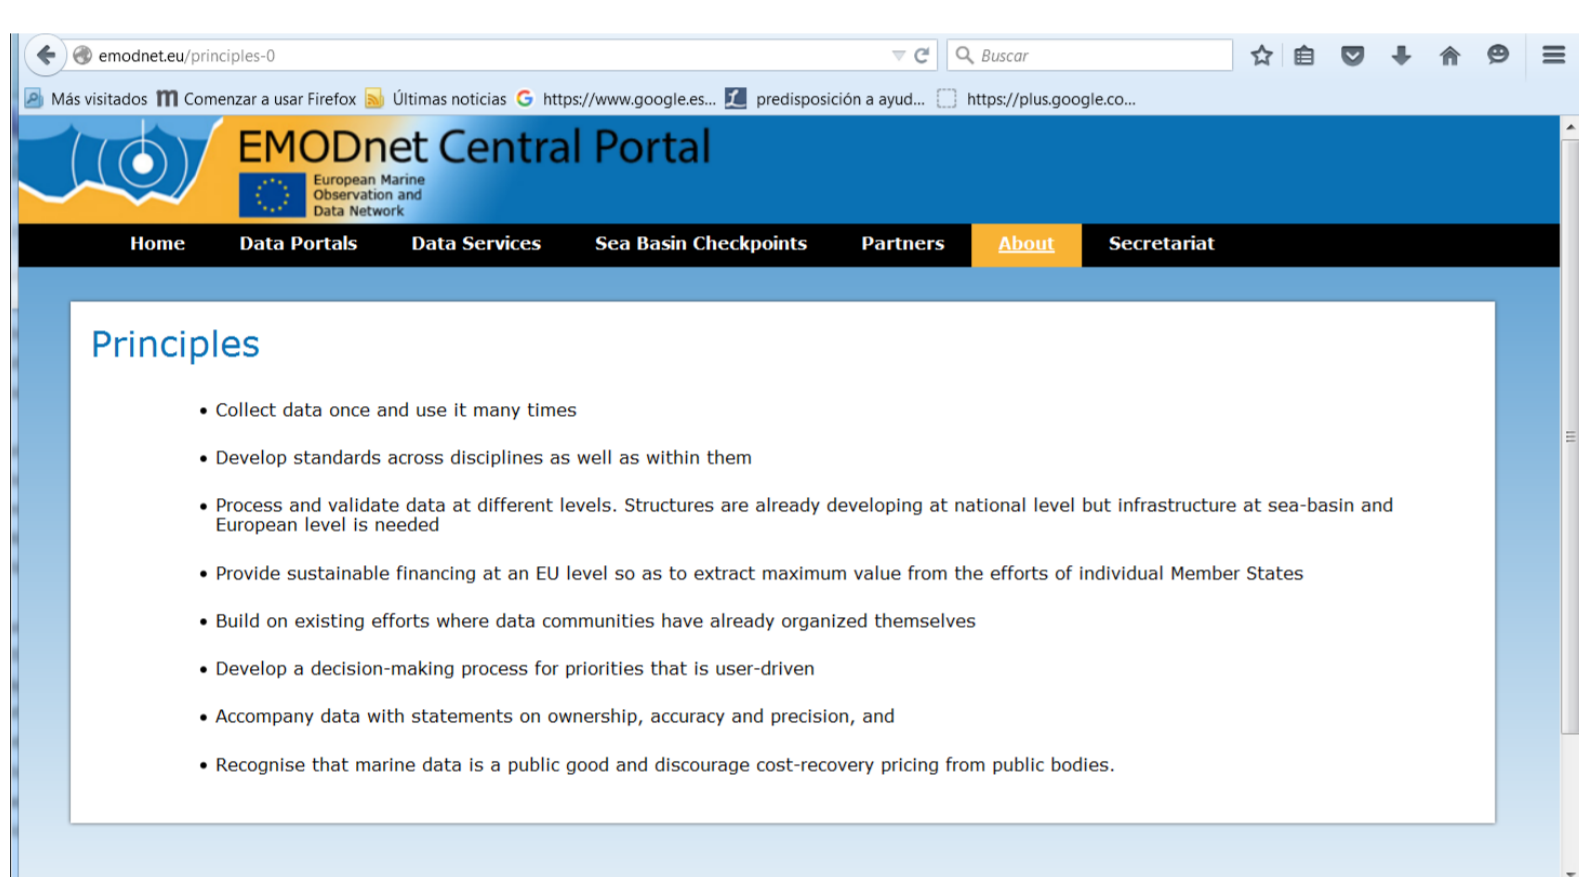 emodnet.eu/principles-0
Buscar
Más visitados
Comenzar a usar Firefox
Últimas noticias
https://www.google.es...
predisposición a ayud...
https://plus.google.co...
EMODnet Central Portal
European Marine
Observation and
Data Network
Home Data Portals Data Services Sea Basin Checkpoints Partners About Secretariat
Principles
• Collect data once and use it many times
• Develop standards across disciplines as well as within them
• Process and validate data at different levels. Structures are already developing at national level but infrastructure at sea-basin and
European level is needed
• Provide sustainable financing at an EU level so as to extract maximum value from the efforts of individual Member States
• Build on existing efforts where data communities have already organized themselves
• Develop a decision-making process for priorities that is user-driven
• Accompany data with statements on ownership, accuracy and precision, and
• Recognise that marine data is a public good and discourage cost-recovery pricing from public bodies.